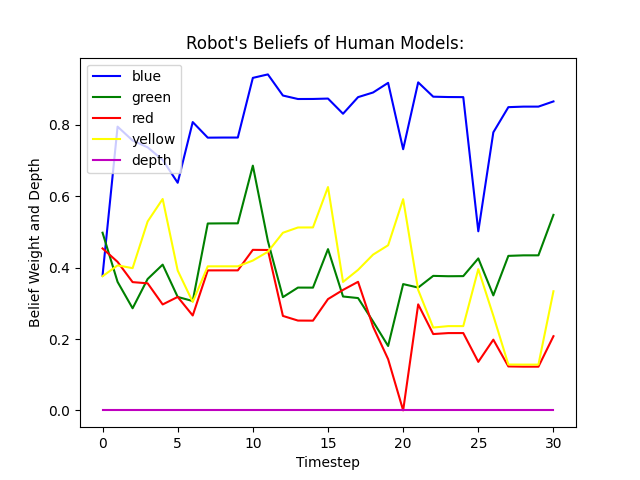 Robot's Beliefs of Human Models:
blue
green
red
yellow
depth
Belief Weight and Depth
0.8
0.6
0.4
0.2
0.0
0 5 10 15 20 25 30
Timestep